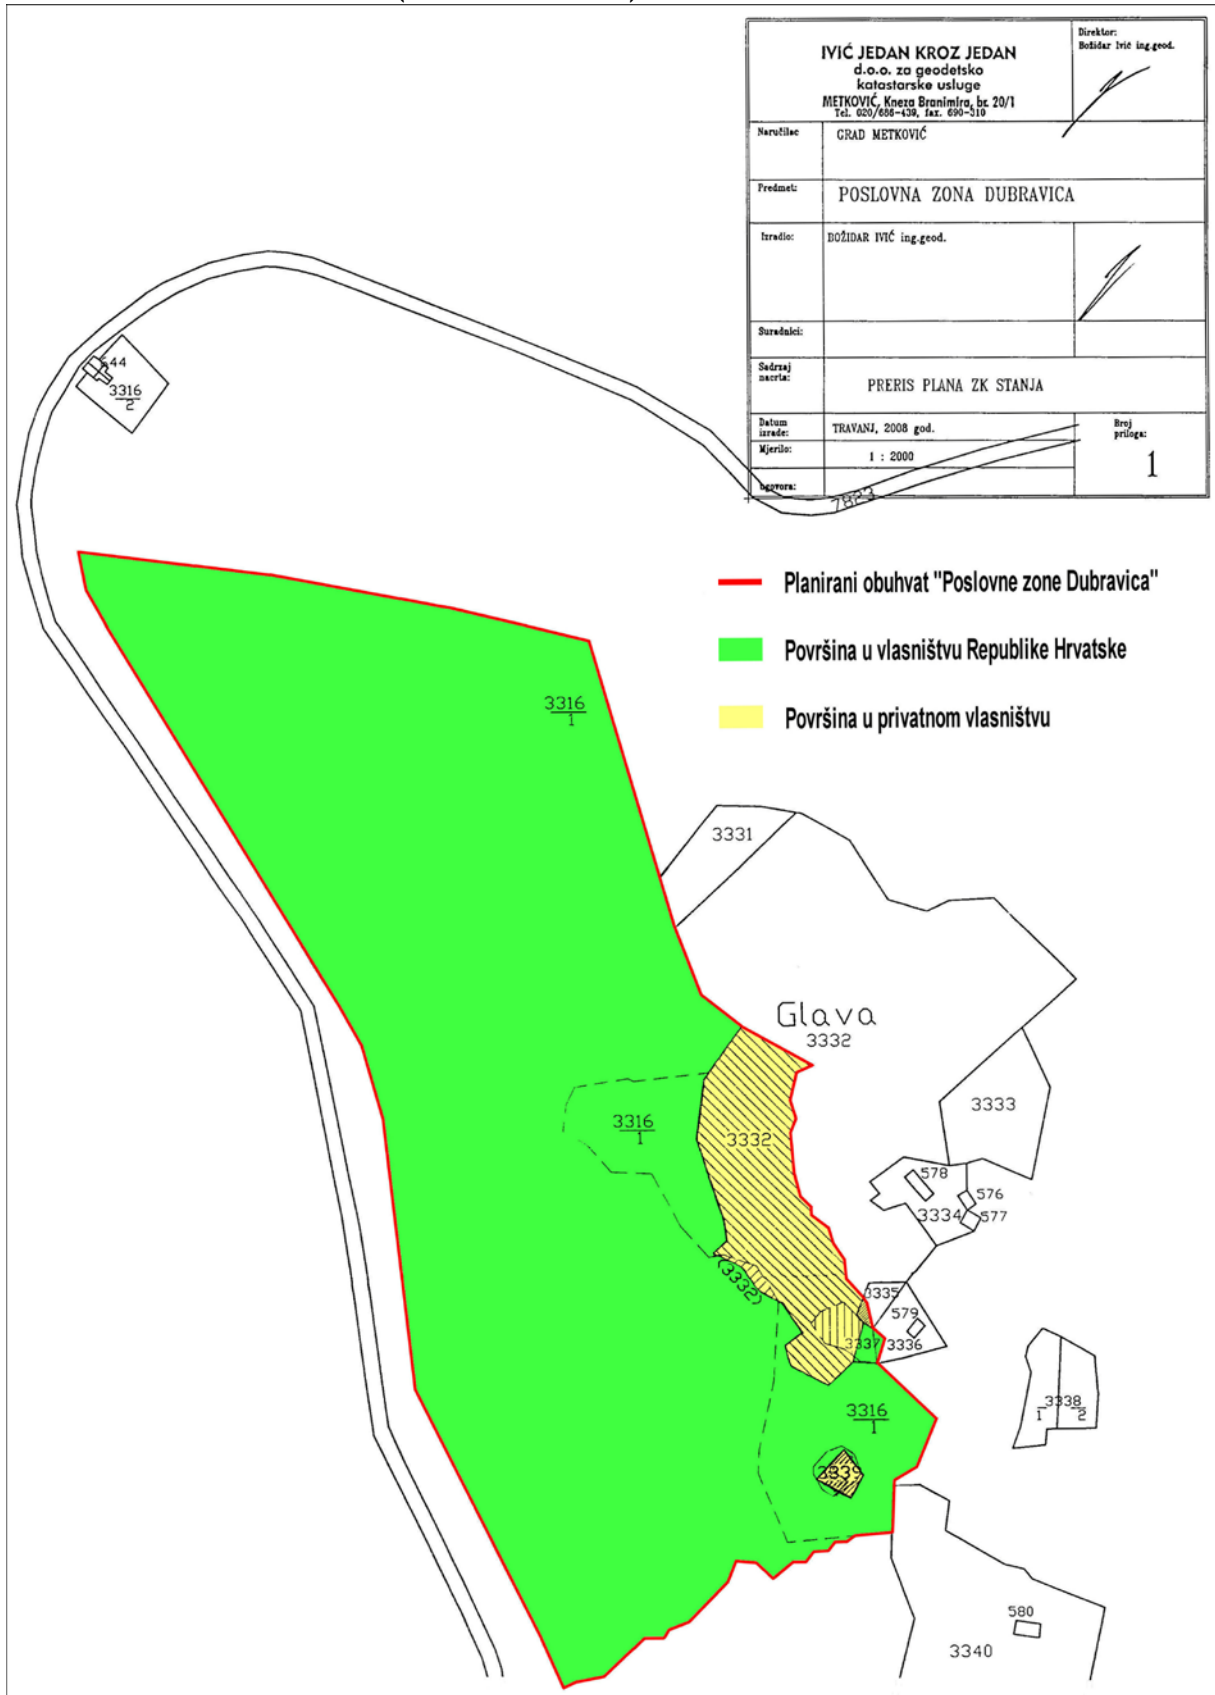 IVIĆ JEDAN KROZ JEDAN
d.o.o. za geodetsko
katastarske usluge
METKOVIĆ, Kneza Branimira, br. 20/1
Tel. 020/686-439, fax. 690-310
Direktor:
Božidar Ivić ing.geod.
Naručilac
GRAD METKOVIĆ
Predmet:
POSLOVNA ZONA DUBRAVICA
Izradio:
BOŽIDAR IVIĆ ing.geod.
Suradnici:
Sadrzaj
nacrta:
PRERIS PLANA ZK STANJA
Datum
izrade:
TRAVANJ, 2008 god.
Broj
priloga:
Mjerilo:
1 : 2000
1
ugovora:
7823
644
3316
2
Planirani obuhvat "Poslovne zone Dubravica"
Površina u vlasništvu Republike Hrvatske
Površina u privatnom vlasništvu
3316
1
3331
Glava
3332
3333
3316
1
3332
578
576
3334
577
(3332)
3335
579
3337
3336
3338
1
2
3316
1
3339
580
3340